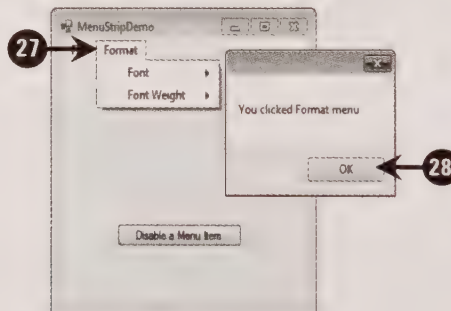 MenuStripDemo
27
Format
Font
Font Weight
You clicked Format menu
OK
28
Disable a Menu Item